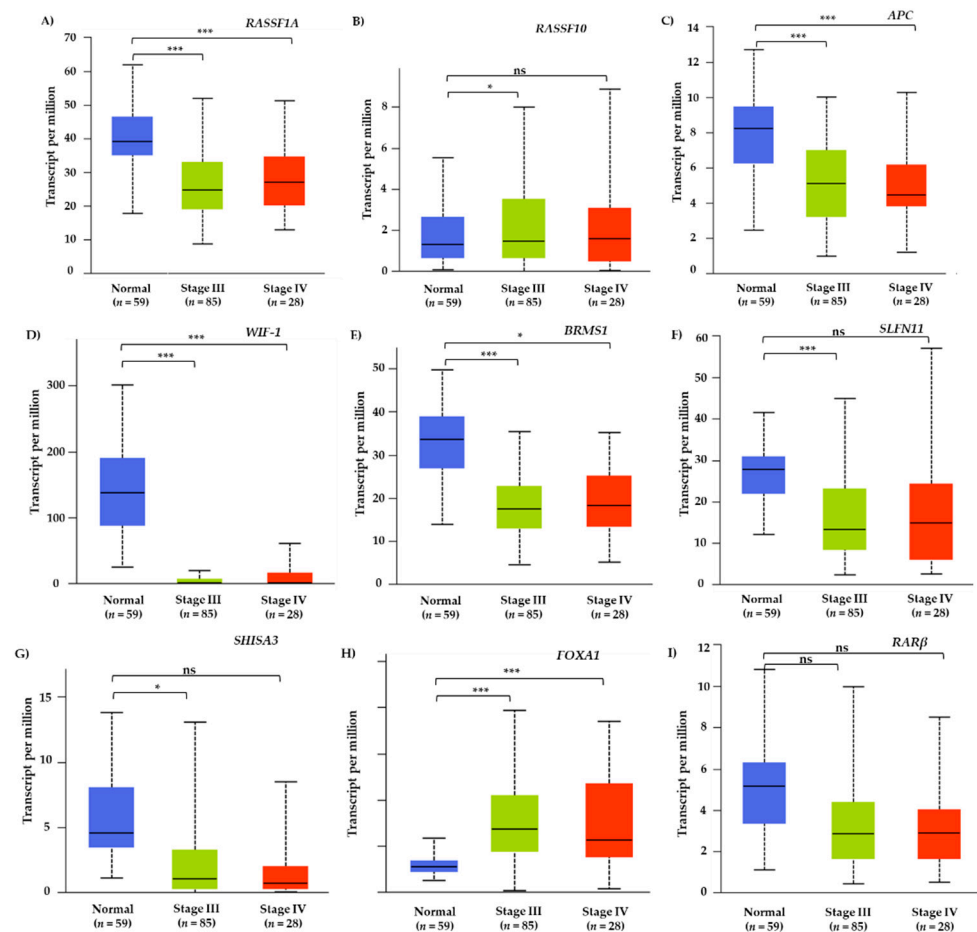 A) RASSF1A
***
***
Transcript per million
70
60
50
40
30
20
10
0
Normal Stage III Stage IV
(n = 59) (n = 85) (n = 28)
B) RASSF10
ns
*
Transcript per million
8
6
4
2
0
Normal Stage III Stage IV
(n = 59) (n = 85) (n = 28)
C) APC
***
***
Transcript per million
14
12
10
8
6
4
2
0
Normal Stage III Stage IV
(n = 59) (n = 85) (n = 28)
D) WIF-1
***
***
Transcript per million
300
200
100
0
Normal Stage III Stage IV
(n = 59) (n = 85) (n = 28)
E) BRMS1
*
***
Transcript per million
50
40
30
20
10
0
Normal Stage III Stage IV
(n = 59) (n = 85) (n = 28)
F) SLFN11
ns
***
Transcript per million
60
50
40
30
20
10
0
Normal Stage III Stage IV
(n = 59) (n = 85) (n = 28)
G) SHISA3
ns
*
Transcript per million
15
10
5
0
Normal Stage III Stage IV
(n = 59) (n = 85) (n = 28)
H) FOXA1
***
***
Transcript per million
Normal Stage III Stage IV
(n = 59) (n = 85) (n = 28)
I) RARβ
ns
ns
Transcript per million
12
10
8
6
4
2
0
Normal Stage III Stage IV
(n = 59) (n = 85) (n = 28)